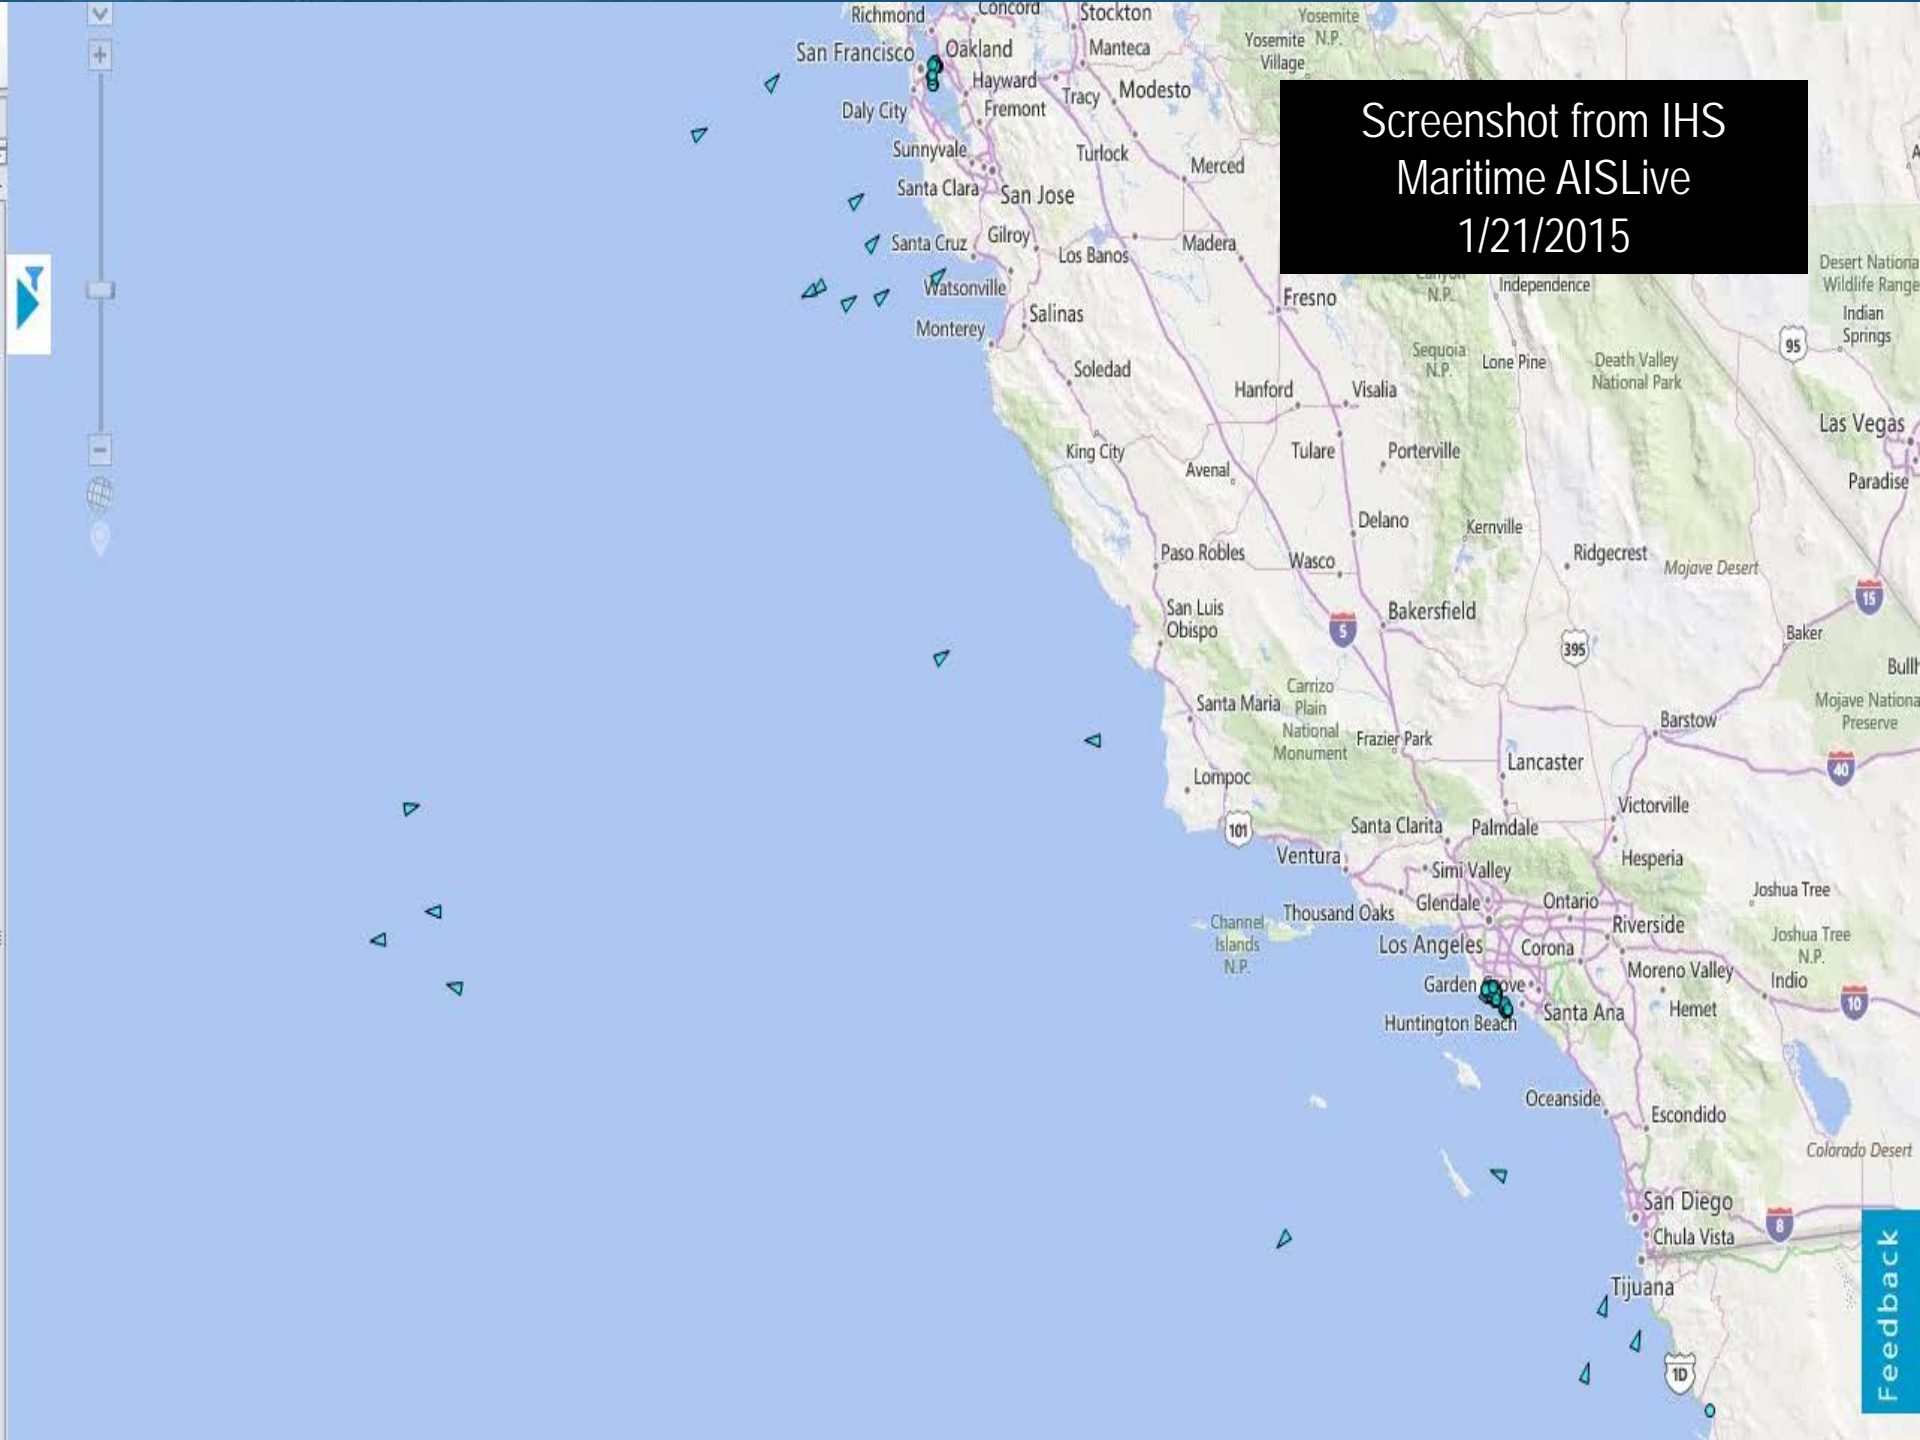 Richmond
Concord
Stockton
Yosemite
N.P.
San Francisco
Oakland
Manteca
Yosemite
Village
Hayward
Tracy
Modesto
Daly City
Fremont
Screenshot from IHS
Maritime AISLive
1/21/2015
Sunnyvale
Turlock
Merced
Santa Clara
San Jose
Santa Cruz
Gilroy
Los Banos
Madera
Desert Nationa
Wildlife Range
Watsonville
Canyon
N.P.
Independence
Fresno
Salinas
Indian
Springs
Monterey
95
Sequoia
N.P.
Lone Pine
Death Valley
National Park
Soledad
Hanford
Visalia
Las Vegas
King City
Tulare
Porterville
Avenal
Paradise
Delano
Kernville
Paso Robles
Wasco
Ridgecrest
Mojave Desert
15
San Luis
Obispo
Bakersfield
5
395
Baker
Bullh
Carrizo
Plain
National
Monument
Santa Maria
Mojave Nationa
Preserve
Barstow
Frazier Park
Lancaster
40
Lompoc
Victorville
101
Santa Clarita
Palmdale
Ventura
Simi Valley
Hesperia
Joshua Tree
Glendale
Ontario
Thousand Oaks
Channel
Islands
N.P.
Riverside
Los Angeles
Corona
Joshua Tree
N.P.
Moreno Valley
Indio
Garden Grove
Santa Ana
Hemet
10
Huntington Beach
Oceanside
Escondido
Colorado Desert
San Diego
8
Chula Vista
Tijuana
1D
Feedback